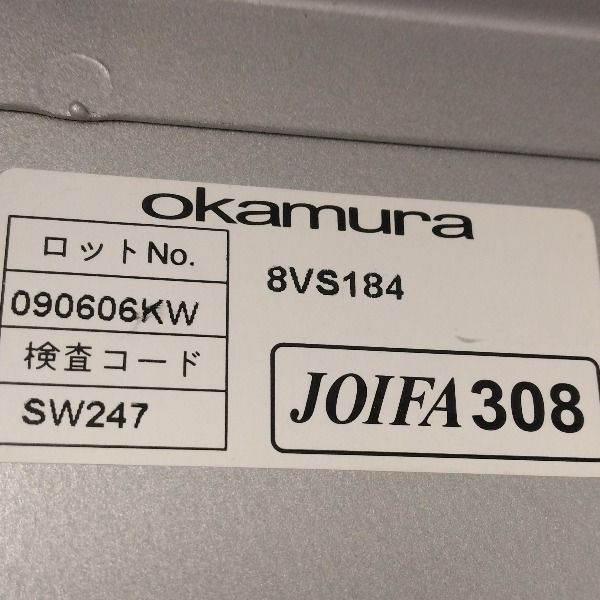 okamura
ロットNo.
090606KW
検査コード
SW247
8VS184
JOIFA 308